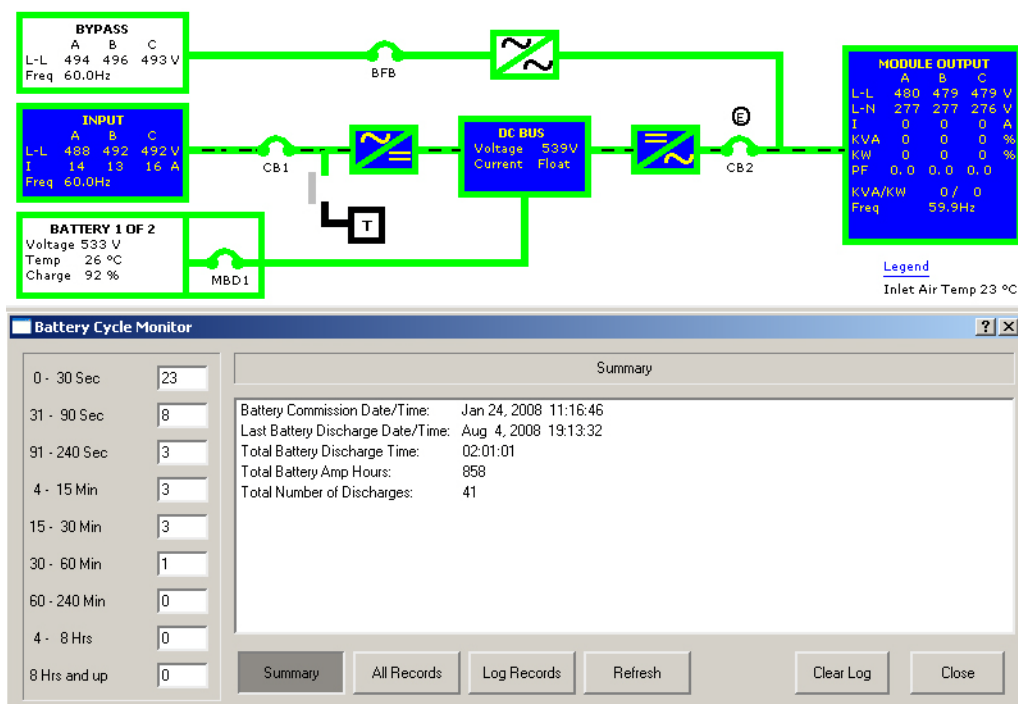 BYPASS
A B C
L-L 494 496 493 V
Freq 60.0Hz
BFB
INPUT
A B C
L-L 488 492 492 V
I 14 13 16 A
Freq 60.0Hz
CB1
T
DC BUS
Voltage 539V
Current Float
E
CB2
MODULE OUTPUT
A B C
L-L 480 479 479 V
L-N 277 277 276 V
I 0 0 0 A
KVA 0 0 0 %
KW 0 0 0 %
PF 0.0 0.0 0.0
KVA/KW 0/ 0
Freq 59.9Hz
BATTERY 1 OF 2
Voltage 533 V
Temp 26 ºC
Charge 92 %
MBD1
Legend
Inlet Air Temp 23 ºC
Battery Cycle Monitor
0 - 30 Sec 23
31 - 90 Sec 8
91 - 240 Sec 3
4 - 15 Min 3
15 - 30 Min 3
30 - 60 Min 1
60 - 240 Min 0
4 - 8 Hrs 0
8 Hrs and up 0
Summary
Battery Commission Date/Time: Jan 24, 2008 11:16:46
Last Battery Discharge Date/Time: Aug 4, 2008 19:13:32
Total Battery Discharge Time: 02:01:01
Total Battery Amp Hours: 858
Total Number of Discharges: 41
Summary
All Records
Log Records
Refresh
Clear Log
Close